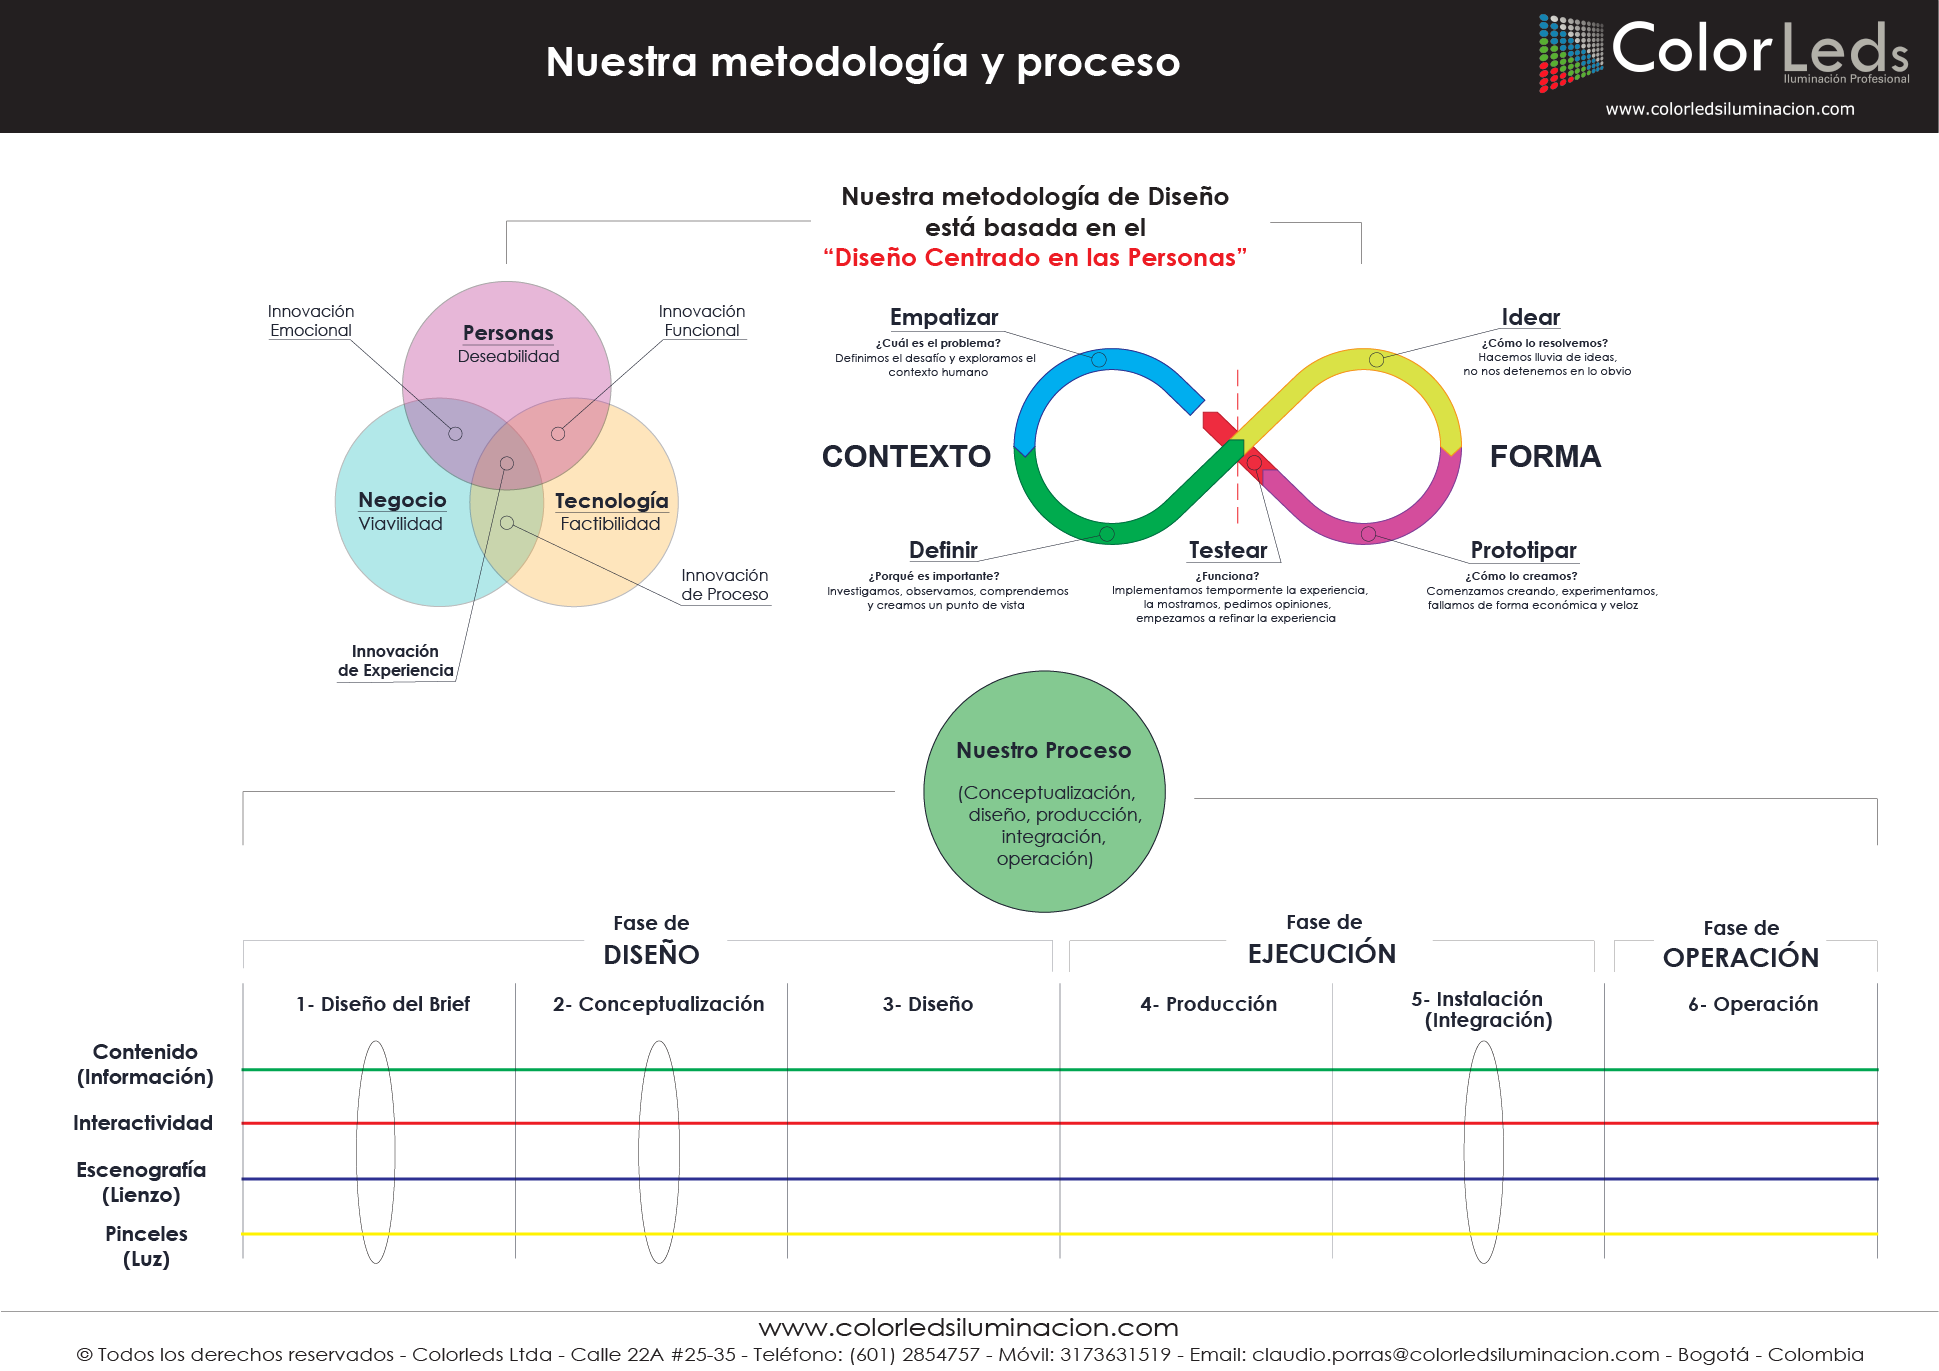 Nuestra metodología y proceso
ColorLeds
Iluminación Profesional
www.colorledsiluminacion.com
Nuestra metodología de Diseño
está basada en el
“Diseño Centrado en las Personas”
Innovación
Emocional
Innovación
Funcional
Personas
Deseabilidad
Negocio
Viavilidad
Tecnología
Factibilidad
Innovación
de Proceso
Innovación
de Experiencia
Empatizar
¿Cuál es el problema?
Definimos el desafío y exploramos el
contexto humano
Idear
¿Cómo lo resolvemos?
Hacemos lluvia de ideas,
no nos detenemos en lo obvio
CONTEXTO
FORMA
Definir
¿Porqué es importante?
Investigamos, observamos, comprendemos
y creamos un punto de vista
Testear
¿Funciona?
Implementamos tempormente la experiencia,
la mostramos, pedimos opiniones,
empezamos a refinar la experiencia
Prototipar
¿Cómo lo creamos?
Comenzamos creando, experimentamos,
fallamos de forma económica y veloz
Nuestro Proceso
(Conceptualización,
diseño, producción,
integración,
operación)
Fase de
DISEÑO
Fase de
EJECUCIÓN
Fase de
OPERACIÓN
1- Diseño del Brief
2- Conceptualización
3- Diseño
4- Producción
5- Instalación
(Integración)
6- Operación
Contenido
(Información)
Interactividad
Escenografía
(Lienzo)
Pinceles
(Luz)
www.colorledsiluminacion.com
© Todos los derechos reservados - Colorleds Ltda - Calle 22A #25-35 - Teléfono: (601) 2854757 - Móvil: 3173631519 - Email: claudio.porras@colorledsiluminacion.com - Bogotá - Colombia